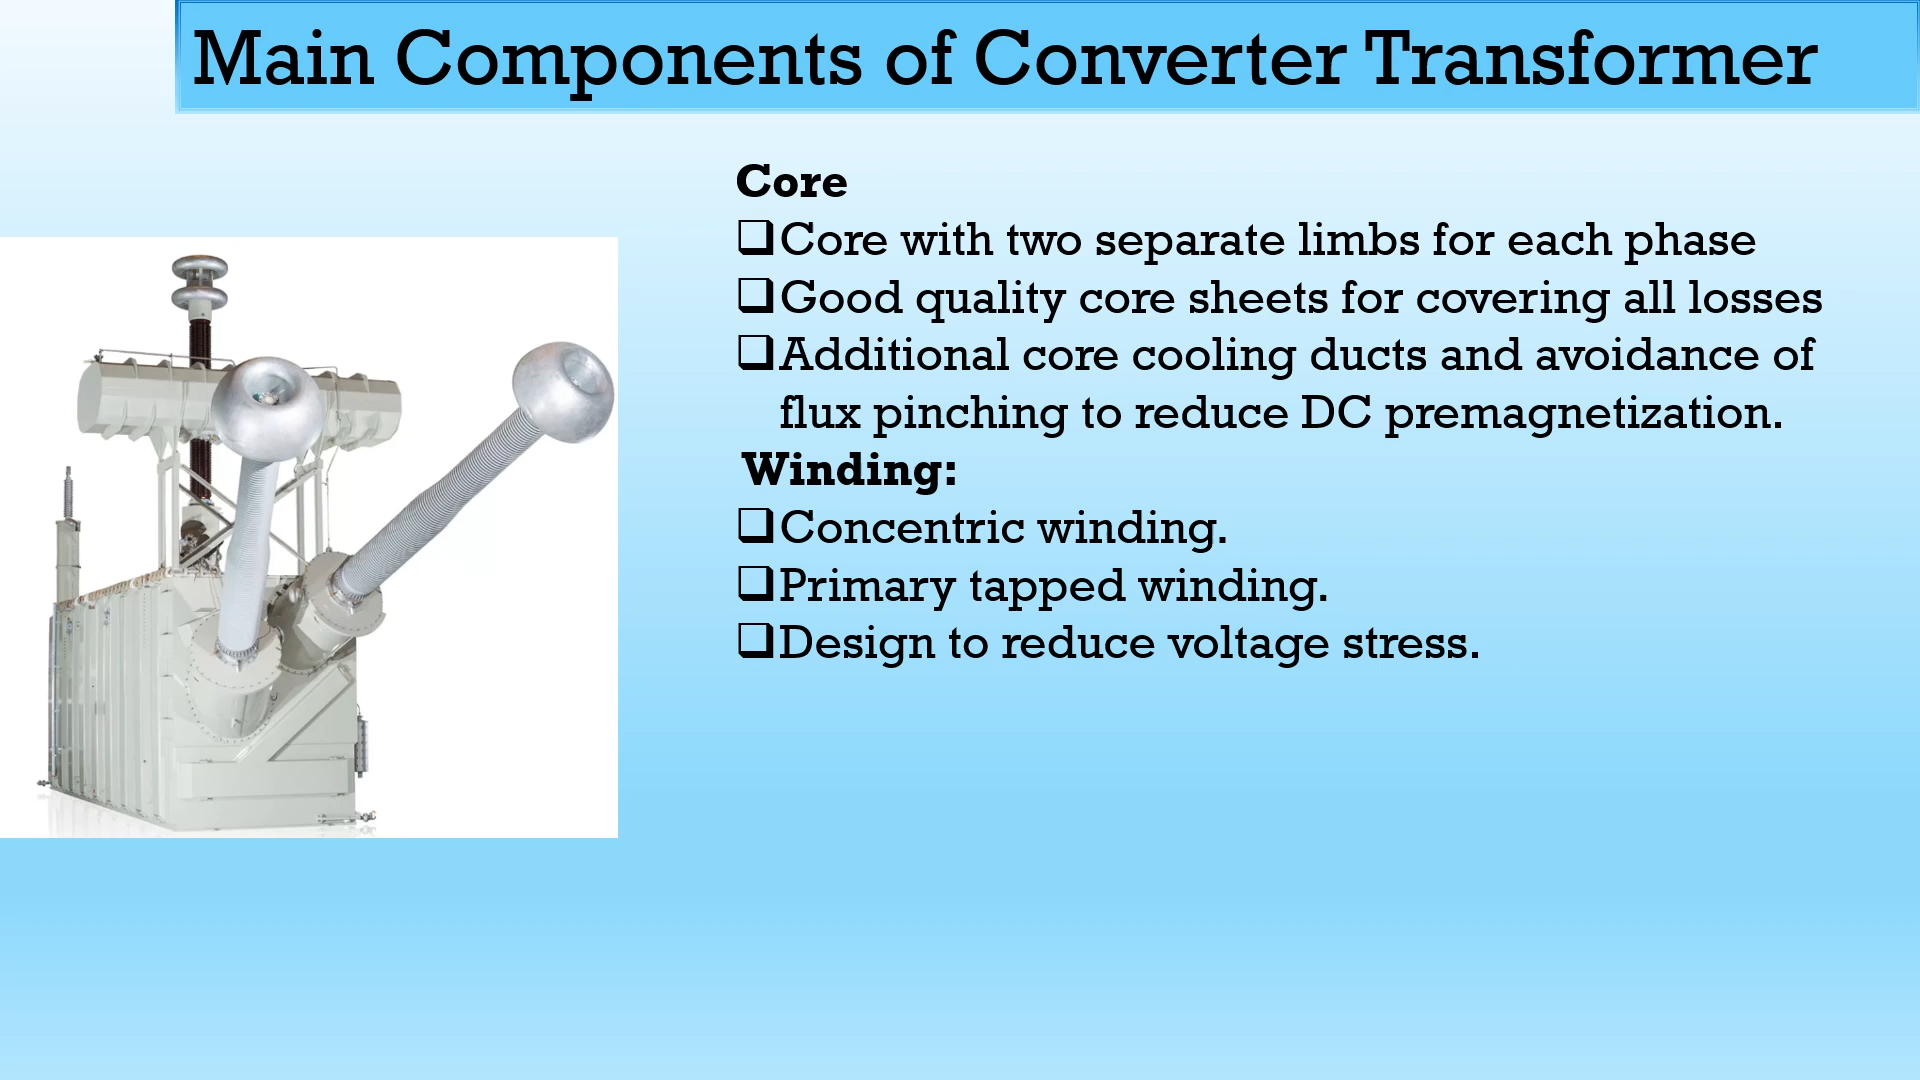 Main Components of Converter Transformer
Core
❑Core with two separate limbs for each phase
❑Good quality core sheets for covering all losses
❑Additional core cooling ducts and avoidance of
flux pinching to reduce DC premagnetization.
Winding:
❑Concentric winding.
❑Primary tapped winding.
❑Design to reduce voltage stress.